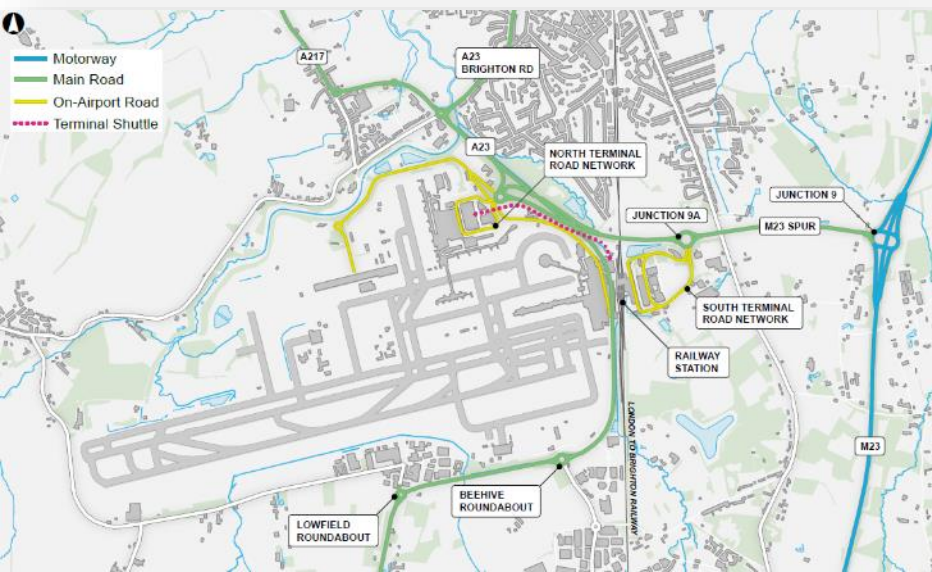 Motorway
Main Road
On-Airport Road
Terminal Shuttle
A217
A23
BRIGHTON RD
A23
NORTH TERMINAL
ROAD NETWORK
JUNCTION 9
JUNCTION 9A
M23 SPUR
SOUTH TERMINAL
ROAD NETWORK
RAILWAY
STATION
LONDON TO BRIGHTON RAILWAY
M23
BEEHIVE
ROUNDABOUT
LOWFIELD
ROUNDABOUT